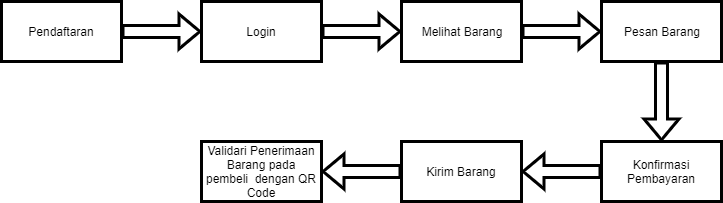 Pendaftaran
Login
Melihat Barang
Pesan Barang
Konfirmasi
Pembayaran
Kirim Barang
Validari Penerimaan
Barang pada
pembeli dengan QR
Code